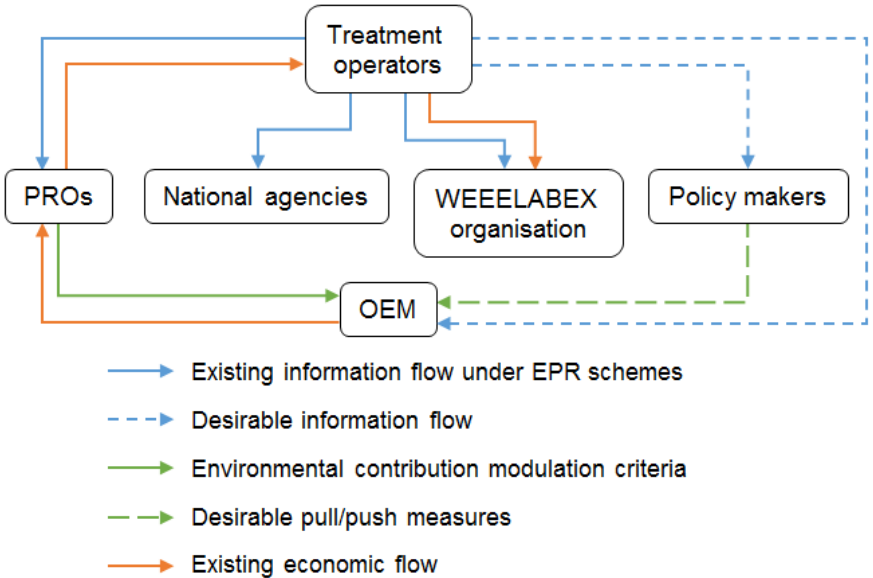 Treatment
operators
PROs
National agencies
WEEELABEX
organisation
Policy makers
OEM
Existing information flow under EPR schemes
Desirable information flow
Environmental contribution modulation criteria
Desirable pull/push measures
Existing economic flow